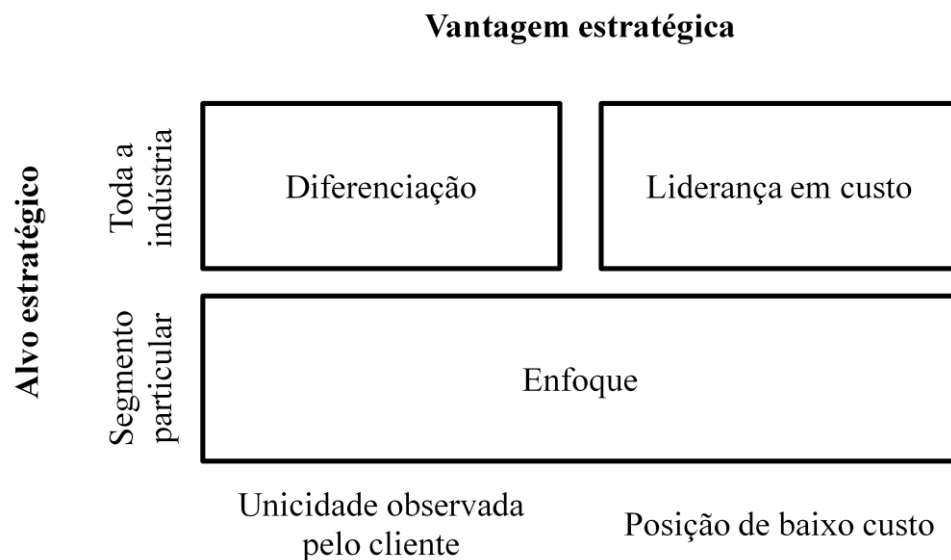 Vantagem estratégica
Alvo estratégico
Toda a
indústria
Diferenciação
Liderança em custo
Segmento
particular
Enfoque
Unicidade observada
pelo cliente
Posição de baixo custo